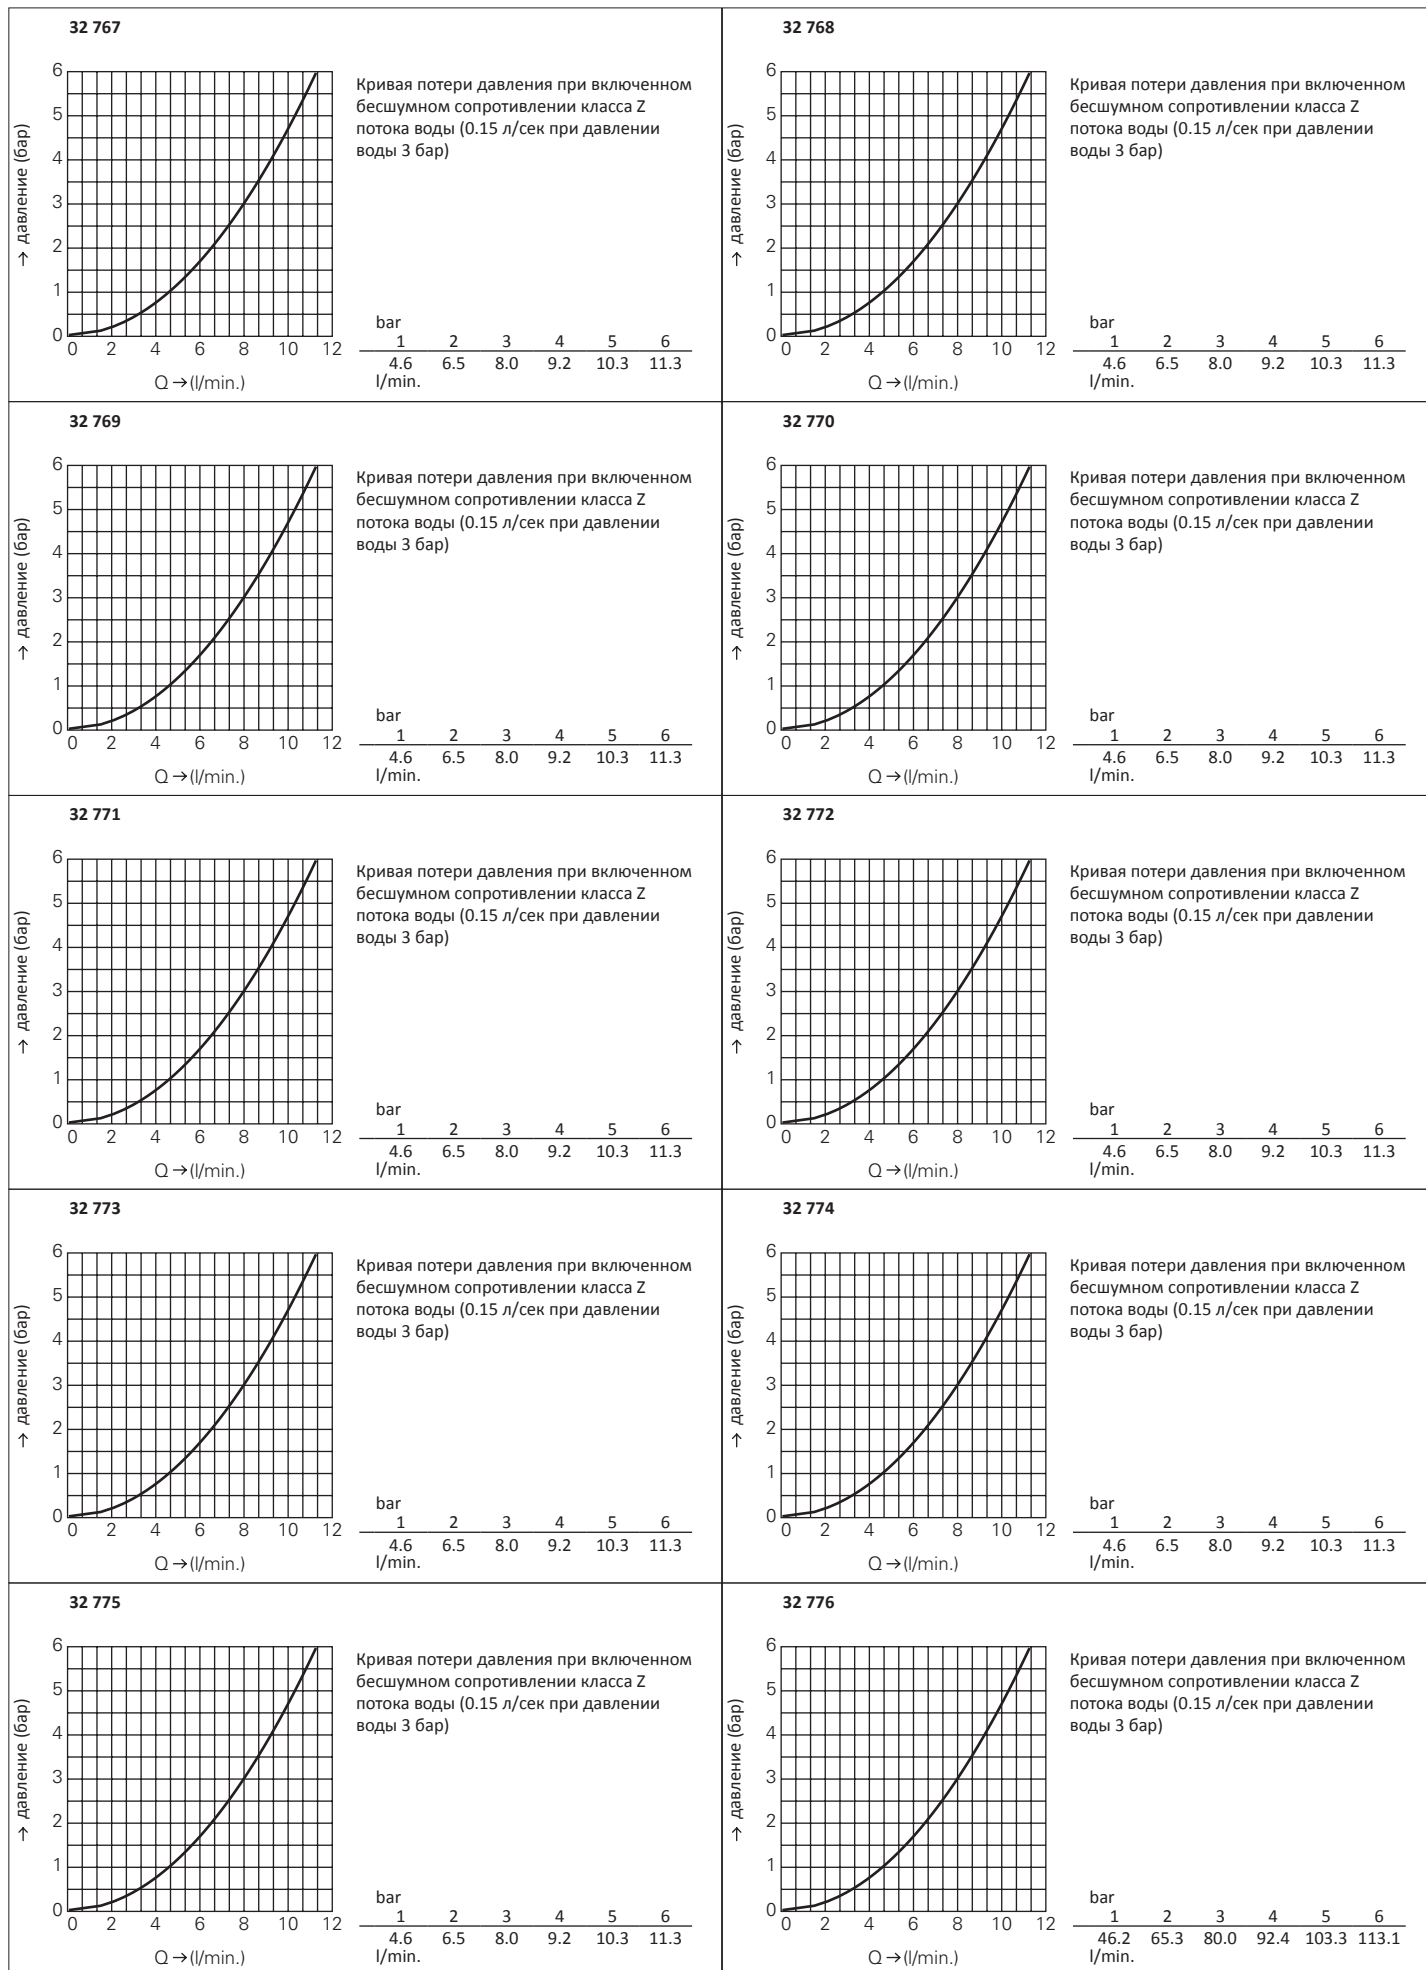 32 767
6
5
4
3
2
1
0
→ давление (бар)
0 2 4 6 8 10 12
Q →(l/min.)
Кривая потери давления при включенном
бесшумном сопротивлении класса Z
потока воды (0.15 л/сек при давлении
воды 3 бар)
bar
1 2 3 4 5 6
4.6 6.5 8.0 9.2 10.3 11.3
l/min.
32 768
6
5
4
3
2
1
0
→ давление (бар)
0 2 4 6 8 10 12
Q →(l/min.)
Кривая потери давления при включенном
бесшумном сопротивлении класса Z
потока воды (0.15 л/сек при давлении
воды 3 бар)
bar
1 2 3 4 5 6
4.6 6.5 8.0 9.2 10.3 11.3
l/min.
32 769
6
5
4
3
2
1
0
→ давление (бар)
0 2 4 6 8 10 12
Q →(l/min.)
Кривая потери давления при включенном
бесшумном сопротивлении класса Z
потока воды (0.15 л/сек при давлении
воды 3 бар)
bar
1 2 3 4 5 6
4.6 6.5 8.0 9.2 10.3 11.3
l/min.
32 770
6
5
4
3
2
1
0
→ давление (бар)
0 2 4 6 8 10 12
Q →(l/min.)
Кривая потери давления при включенном
бесшумном сопротивлении класса Z
потока воды (0.15 л/сек при давлении
воды 3 бар)
bar
1 2 3 4 5 6
4.6 6.5 8.0 9.2 10.3 11.3
l/min.
32 771
6
5
4
3
2
1
0
→ давление (бар)
0 2 4 6 8 10 12
Q →(l/min.)
Кривая потери давления при включенном
бесшумном сопротивлении класса Z
потока воды (0.15 л/сек при давлении
воды 3 бар)
bar
1 2 3 4 5 6
4.6 6.5 8.0 9.2 10.3 11.3
l/min.
32 772
6
5
4
3
2
1
0
→ давление (бар)
0 2 4 6 8 10 12
Q →(l/min.)
Кривая потери давления при включенном
бесшумном сопротивлении класса Z
потока воды (0.15 л/сек при давлении
воды 3 бар)
bar
1 2 3 4 5 6
4.6 6.5 8.0 9.2 10.3 11.3
l/min.
32 773
6
5
4
3
2
1
0
→ давление (бар)
0 2 4 6 8 10 12
Q →(l/min.)
Кривая потери давления при включенном
бесшумном сопротивлении класса Z
потока воды (0.15 л/сек при давлении
воды 3 бар)
bar
1 2 3 4 5 6
4.6 6.5 8.0 9.2 10.3 11.3
l/min.
32 774
6
5
4
3
2
1
0
→ давление (бар)
0 2 4 6 8 10 12
Q →(l/min.)
Кривая потери давления при включенном
бесшумном сопротивлении класса Z
потока воды (0.15 л/сек при давлении
воды 3 бар)
bar
1 2 3 4 5 6
4.6 6.5 8.0 9.2 10.3 11.3
l/min.
32 775
6
5
4
3
2
1
0
→ давление (бар)
0 2 4 6 8 10 12
Q →(l/min.)
Кривая потери давления при включенном
бесшумном сопротивлении класса Z
потока воды (0.15 л/сек при давлении
воды 3 бар)
bar
1 2 3 4 5 6
4.6 6.5 8.0 9.2 10.3 11.3
l/min.
32 776
6
5
4
3
2
1
0
→ давление (бар)
0 2 4 6 8 10 12
Q →(l/min.)
Кривая потери давления при включенном
бесшумном сопротивлении класса Z
потока воды (0.15 л/сек при давлении
воды 3 бар)
bar
1 2 3 4 5 6
46.2 65.3 80.0 92.4 103.3 113.1
l/min.